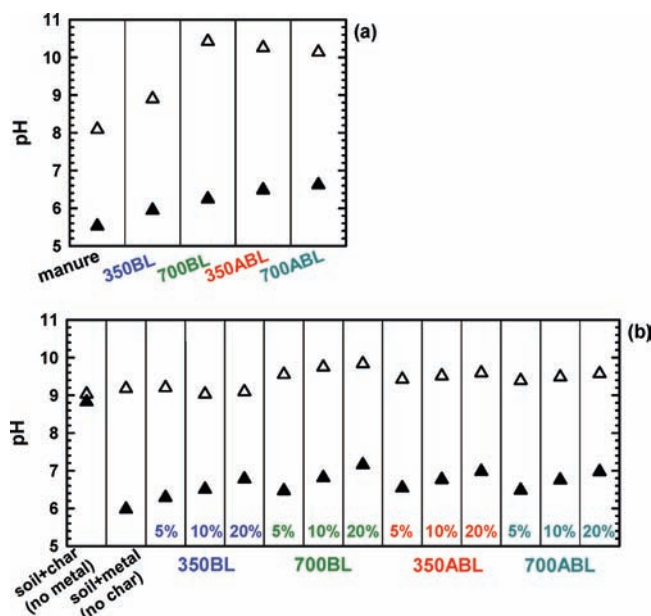 11
(a)
10
9
8
pH
7
6
5
manure 350BL 700BL 350ABL 700ABL
11
(b)
10
9
8
pH
7
6
5% 10% 20% 5% 10% 20% 5% 10% 20% 5% 10% 20%
5
soil+char
(no metal)
soil+metal
(no char)
350BL 700BL 350ABL 700ABL